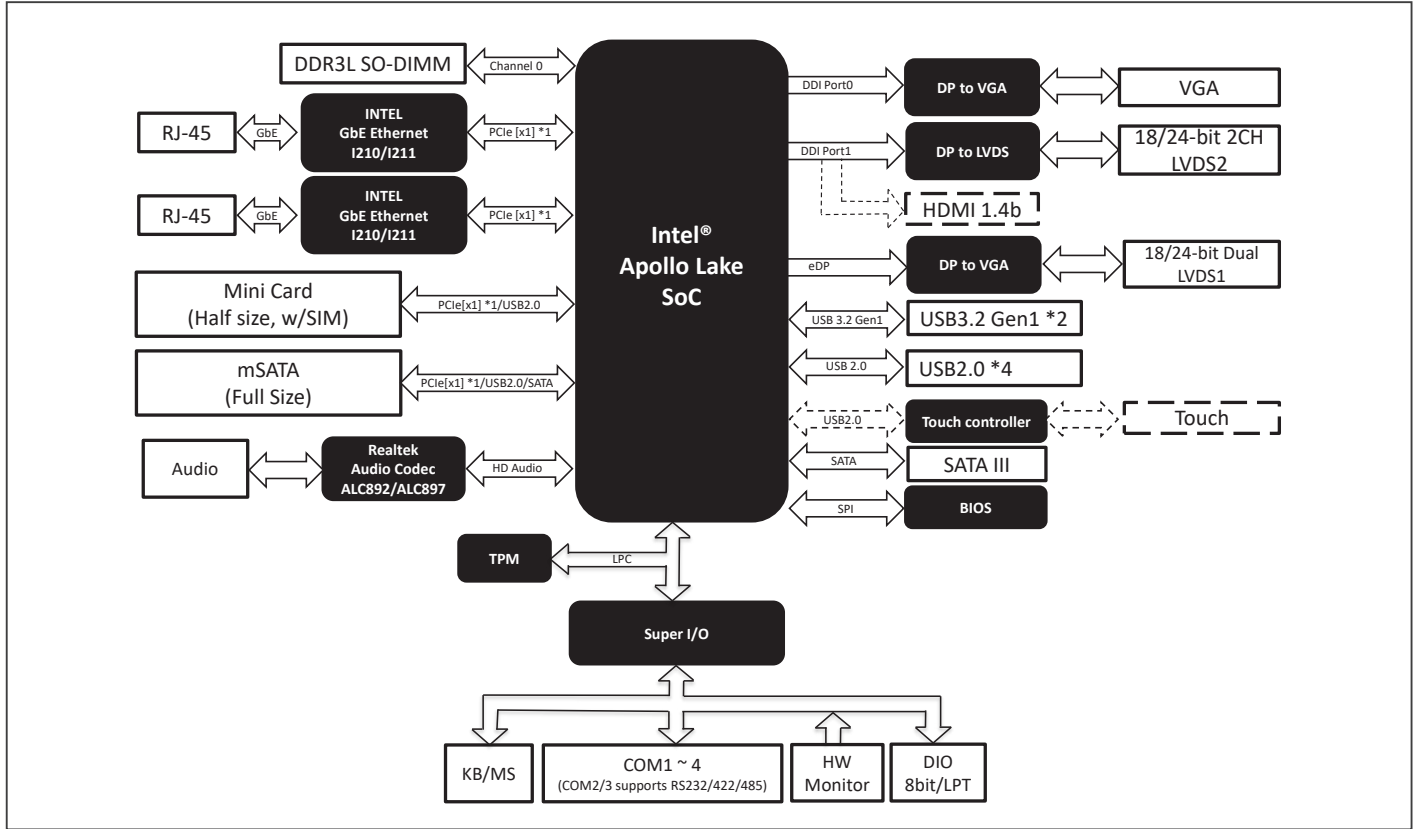 DDR3L SO-DIMM
Channel 0
RJ-45
GbE
INTEL
GbE Ethernet
I210/I211
PCIe [x1] *1
RJ-45
GbE
INTEL
GbE Ethernet
I210/I211
PCIe [x1] *1
Mini Card
(Half size, w/SIM)
PCIe[x1] *1/USB2.0
mSATA
(Full Size)
PCIe[x1] *1/USB2.0/SATA
Audio
Realtek
Audio Codec
ALC892/ALC897
HD Audio
Intel®
Apollo Lake
SoC
DDI Port0
DP to VGA
VGA
DDI Port1
DP to LVDS
18/24-bit 2CH
LVDS2
HDMI 1.4b
eDP
DP to VGA
18/24-bit Dual
LVDS1
USB 3.2 Gen1
USB3.2 Gen1 *2
USB 2.0
USB2.0 *4
USB2.0
Touch controller
Touch
SATA
SATA III
SPI
BIOS
TPM
LPC
Super I/O
KB/MS
COM1 ~ 4
(COM2/3 supports RS232/422/485)
HW
Monitor
DIO
8bit/LPT